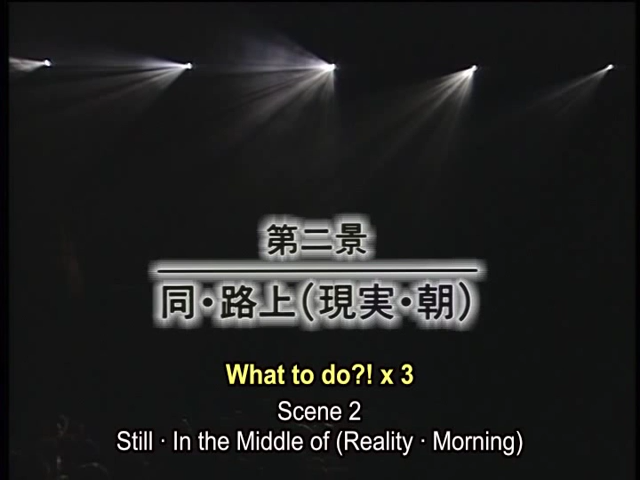 第二景
同・路上(現実・朝)
What to do?! x 3
Scene 2
Still · In the Middle of (Reality · Morning)